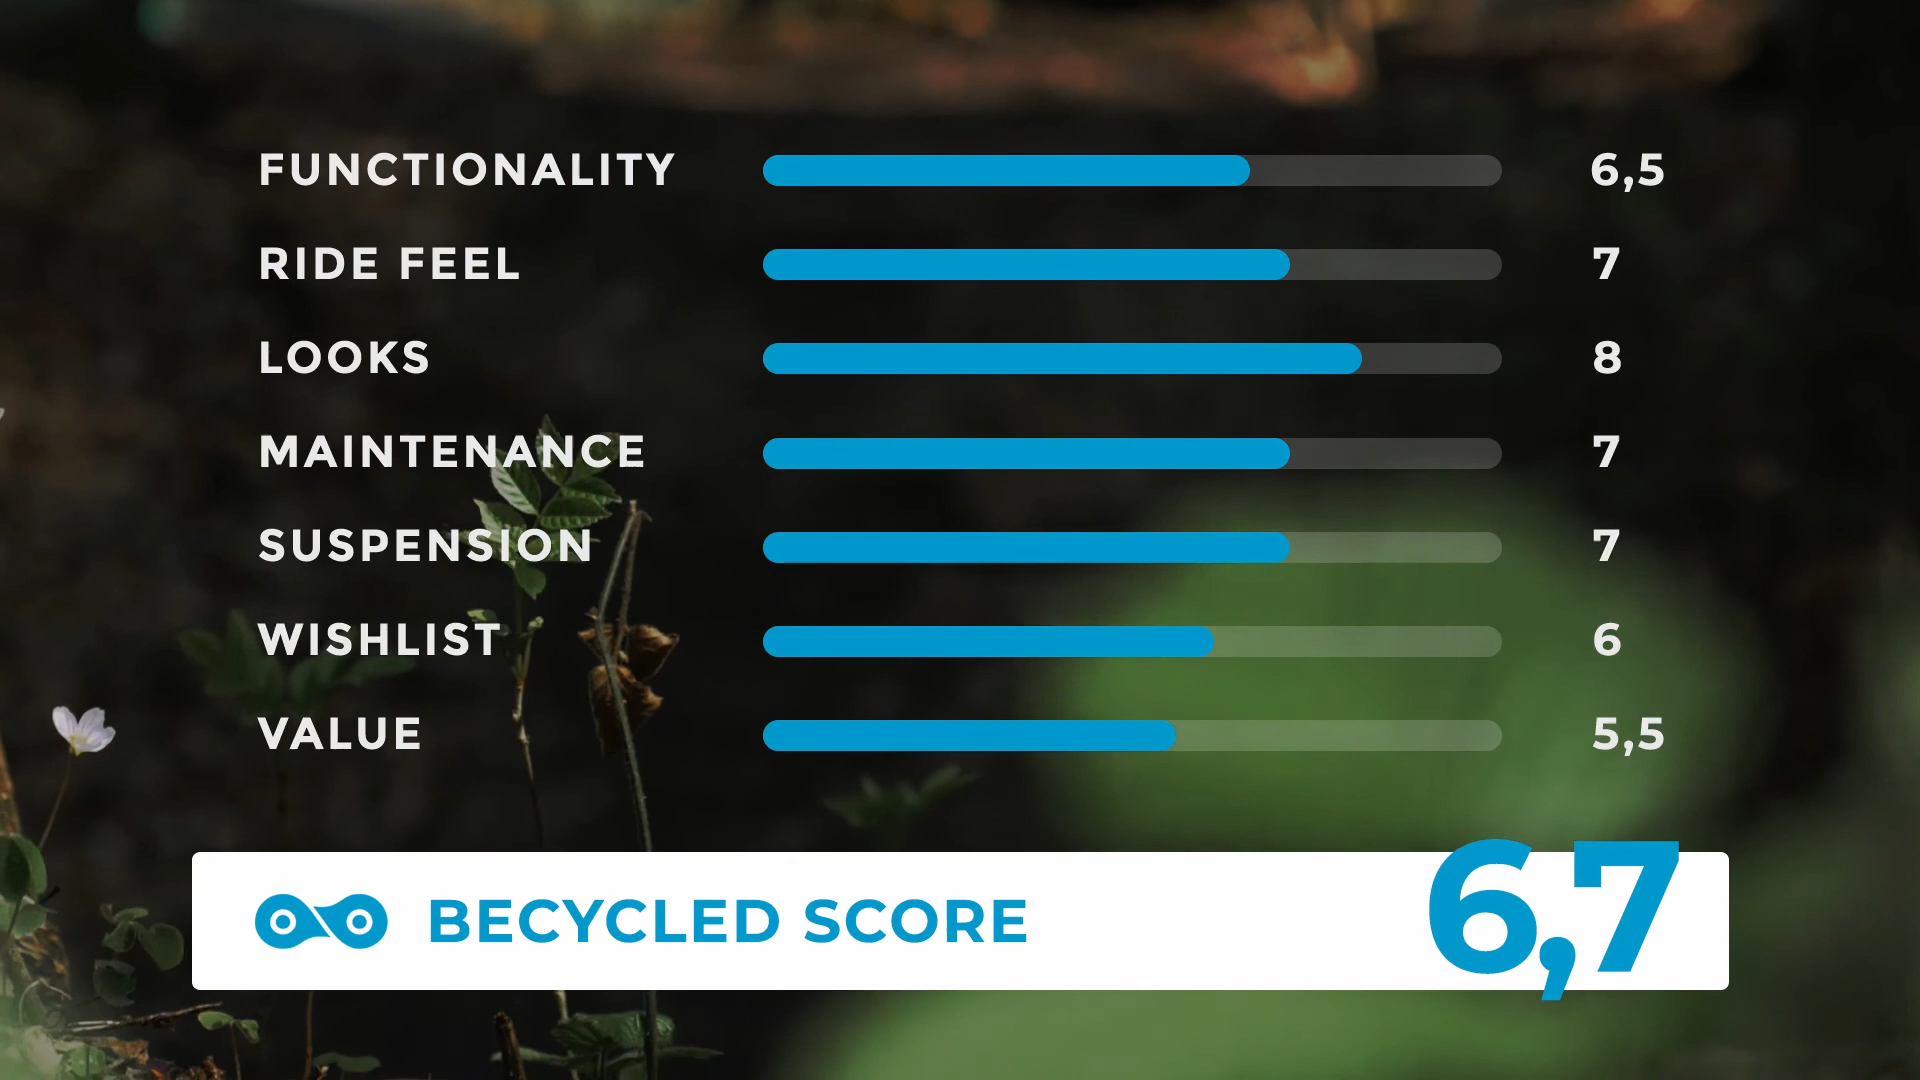 FUNCTIONALITY 6,5
RIDE FEEL 7
LOOKS 8
MAINTENANCE 7
SUSPENSION 7
WISHLIST 6
VALUE 5,5
BECYCLED SCORE 6,7